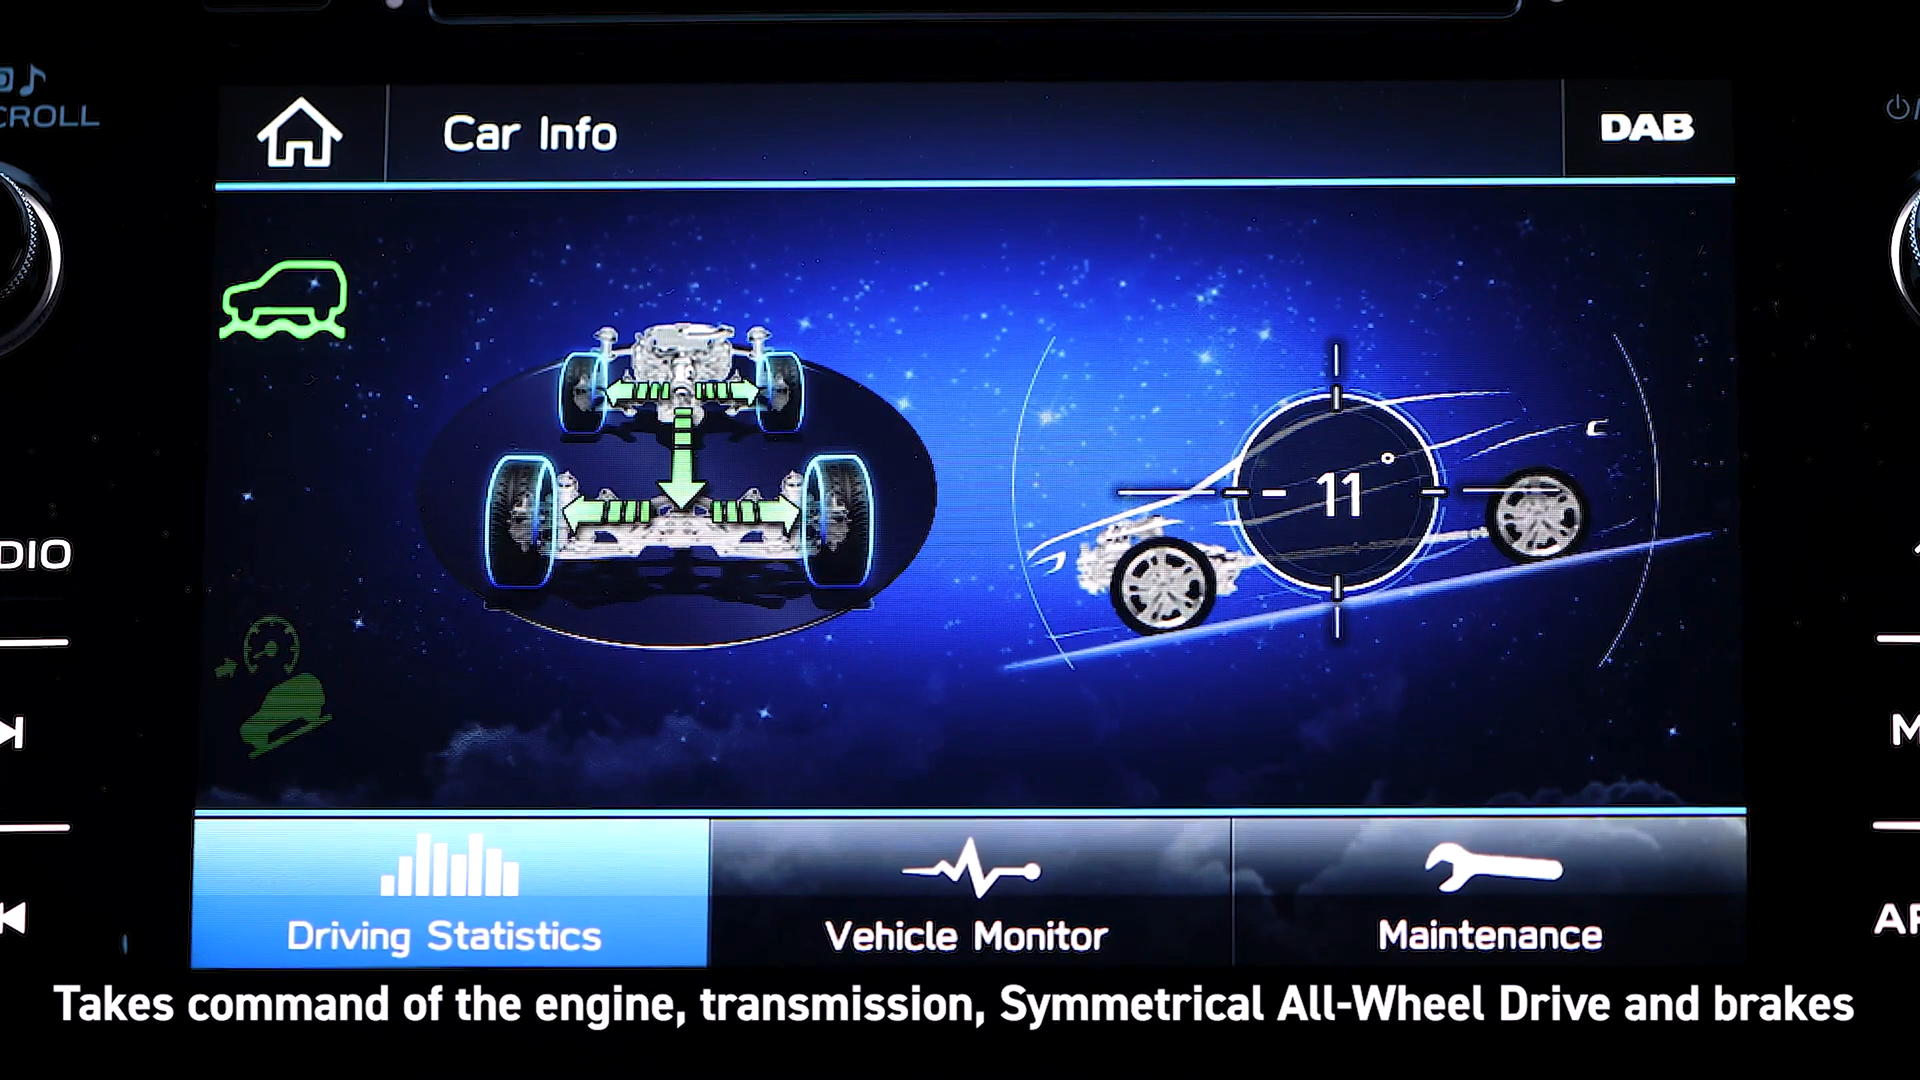 CROLL
Car Info
DAB
DIO
- 11°
M
Driving Statistics
Vehicle Monitor
Maintenance
Takes command of the engine, transmission, Symmetrical All-Wheel Drive and brakes